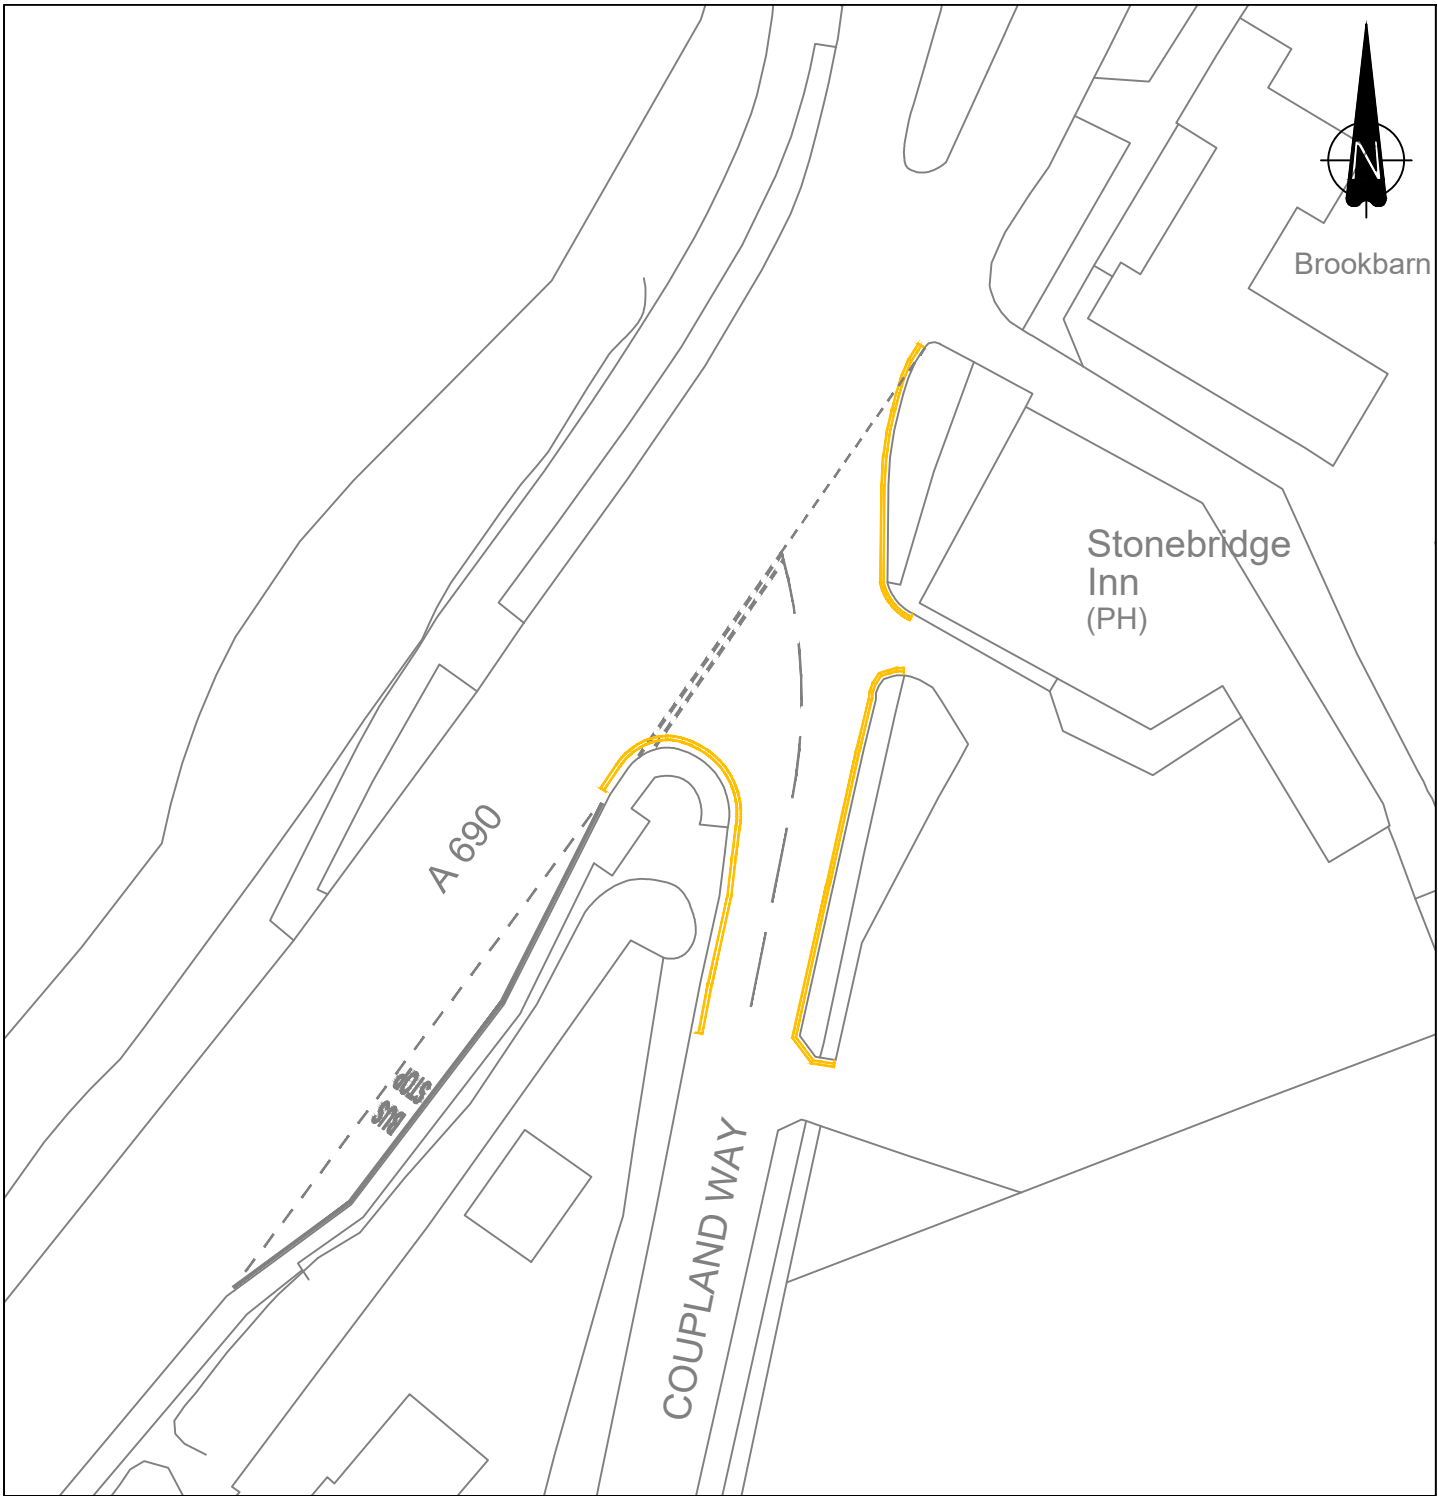 N
Brookbarn
Stonebridge
Inn
(PH)
A 690
BUS
STOP
COUPLAND WAY